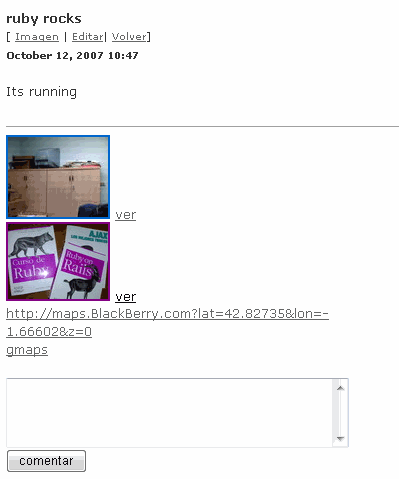 ruby rocks
[ Imagen | Editar| Volver]
October 12, 2007 10:47
Its running
ver
AJAX
Curso de
Ruby
Ruby on
Rails
ver
http://maps.BlackBerry.com?lat=42.82735&lon=-
1.66602&z=0
gmaps
comentar